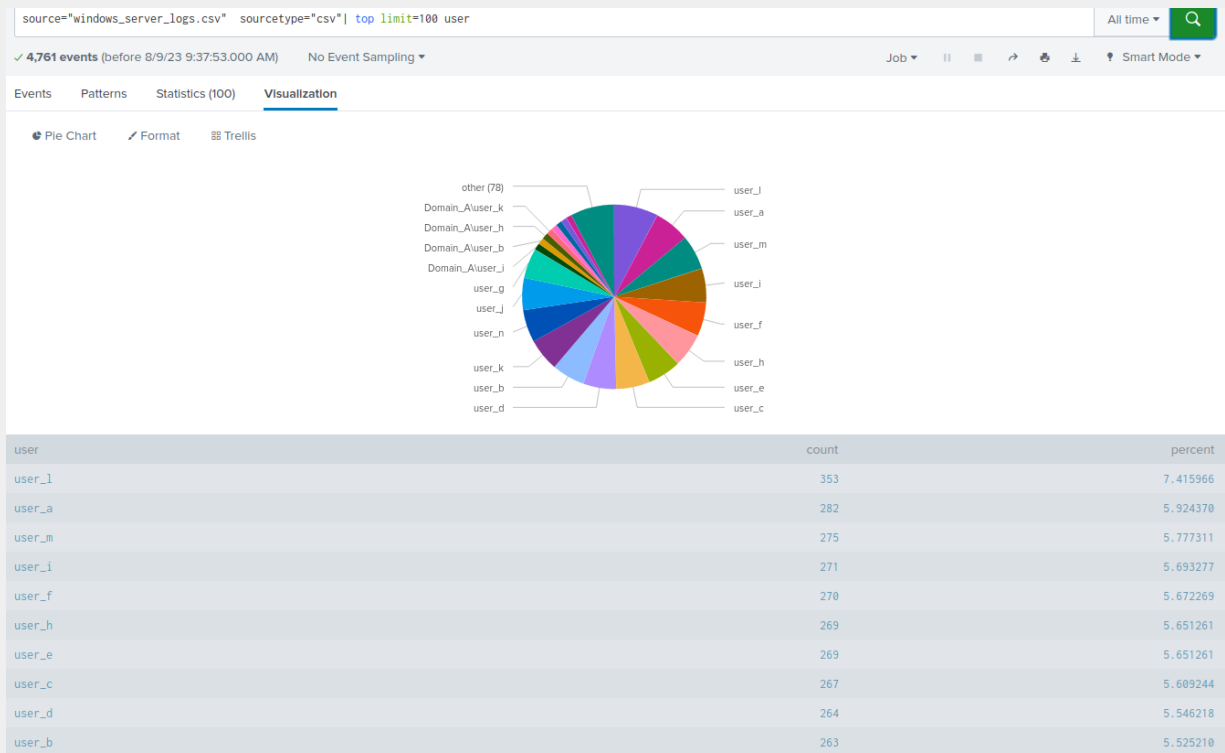 source="windows_server_logs.csv"  sourcetype="csv"| top limit=100 user
All time
4,761 events (before 8/9/23 9:37:53.000 AM) No Event Sampling
Job Smart Mode
Events Patterns Statistics (100) Visualization
Pie Chart Format Trellis
other (78)
Domain_A\user_k
Domain_A\user_h
Domain_A\user_b
Domain_A\user_i
user_g
user_j
user_n
user_k
user_b
user_d
user_l
user_a
user_m
user_i
user_f
user_h
user_e
user_c
user count percent
user_l 353 7.415966
user_a 282 5.924370
user_m 275 5.777311
user_i 271 5.693277
user_f 270 5.672269
user_h 269 5.651261
user_e 269 5.651261
user_c 267 5.609244
user_d 264 5.546218
user_b 263 5.525210